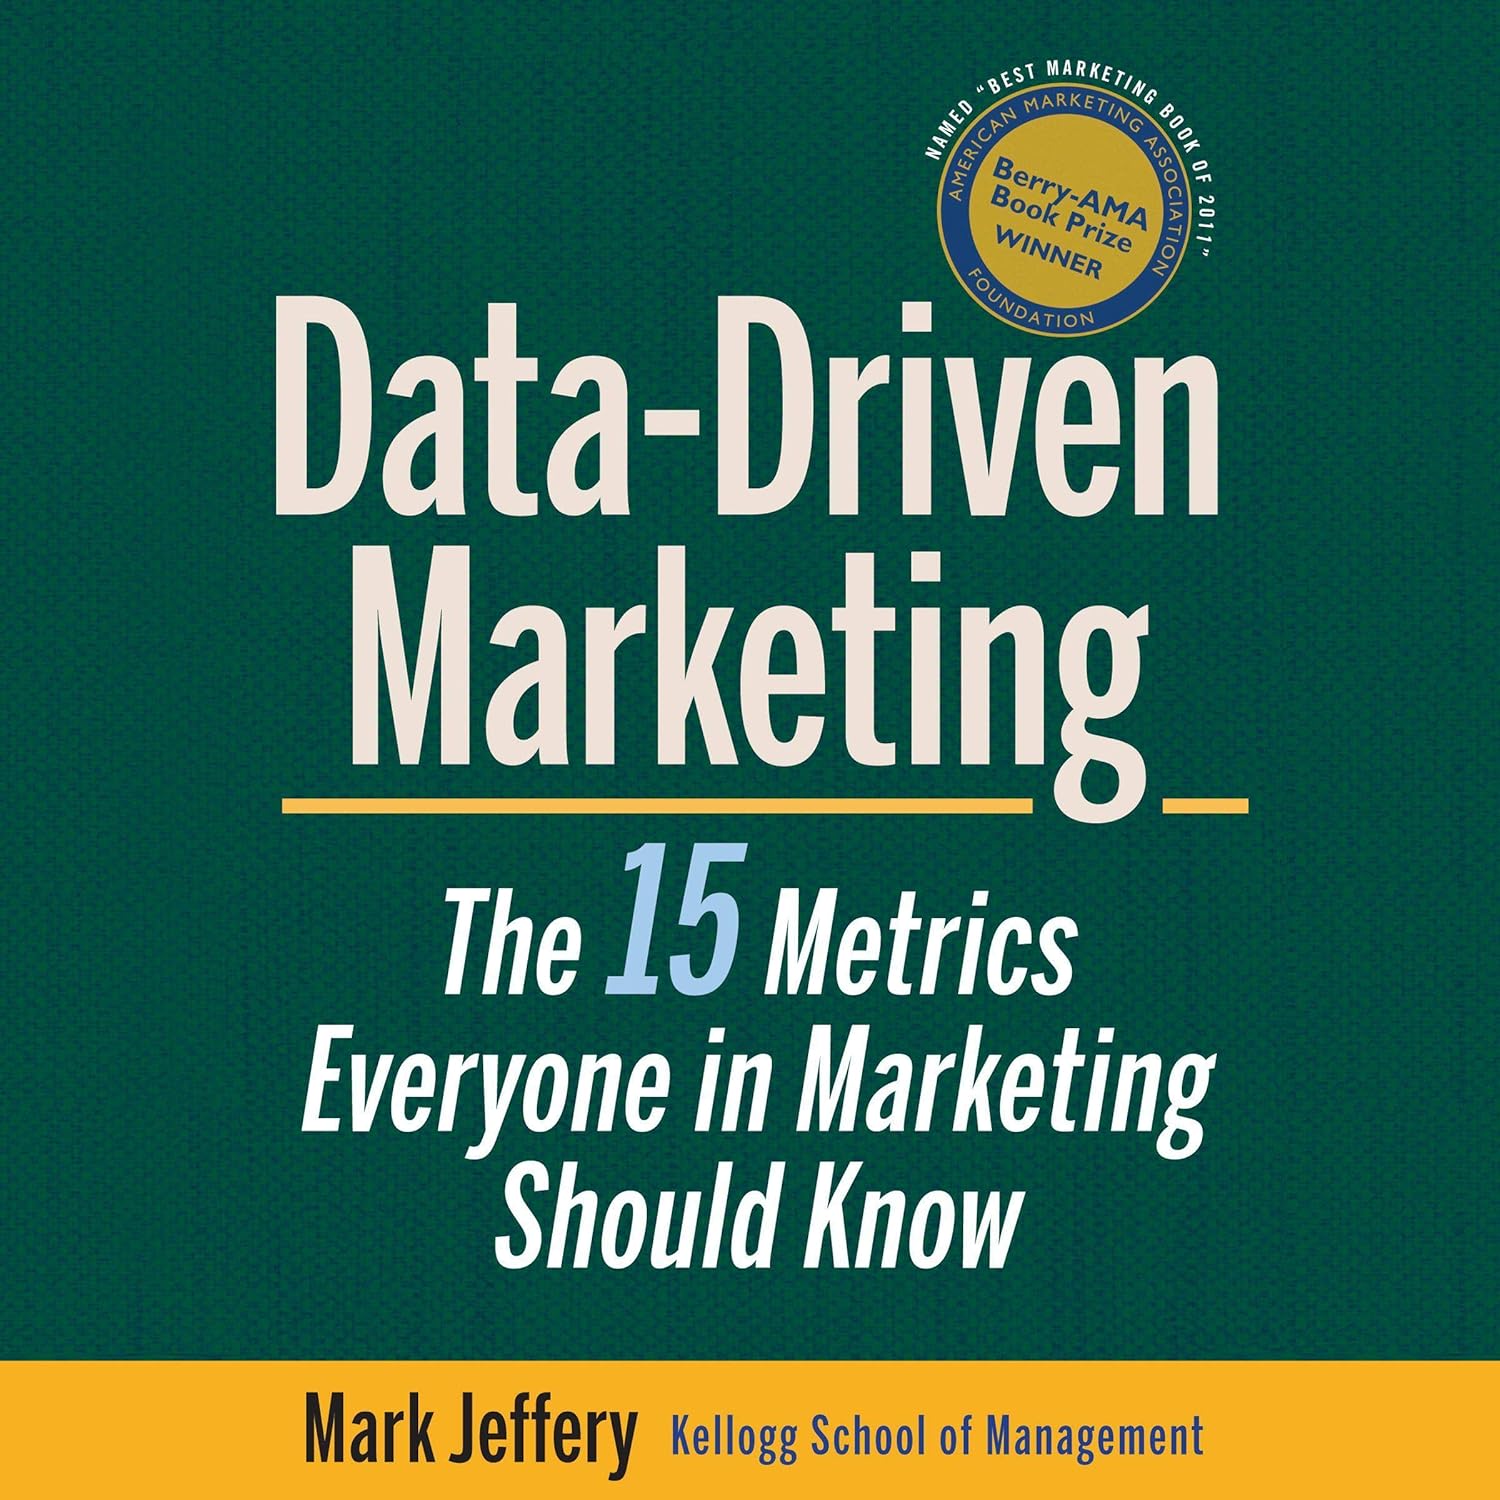 NAMED "BEST MARKETING BOOK OF 2011"
AMERICAN MARKETING ASSOCIATION
Berry-AMA
Book Prize
WINNER
FOUNDATION
Data-Driven
Marketing
The 15 Metrics
Everyone in Marketing
Should Know
Mark Jeffery Kellogg School of Management